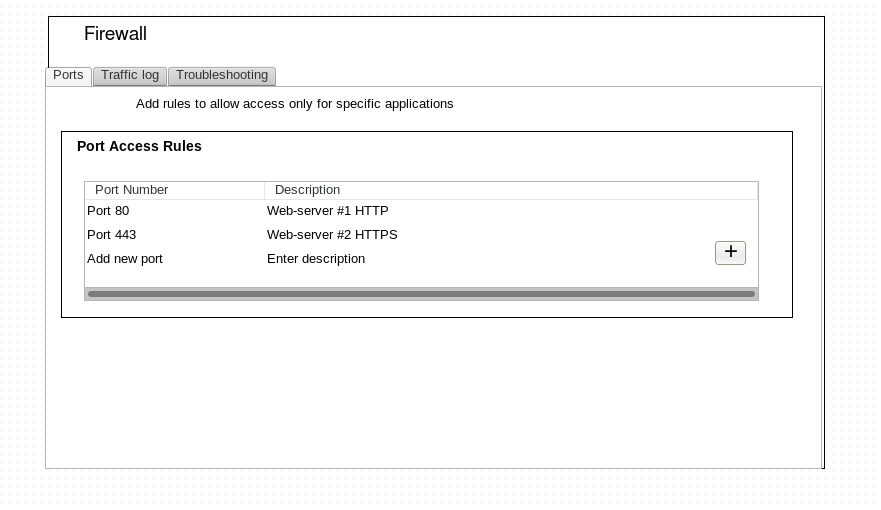 Firewall
Ports Traffic log Troubleshooting
Add rules to allow access only for specific applications
Port Access Rules
Port Number Description
Port 80 Web-server #1 HTTP
Port 443 Web-server #2 HTTPS
Add new port Enter description +